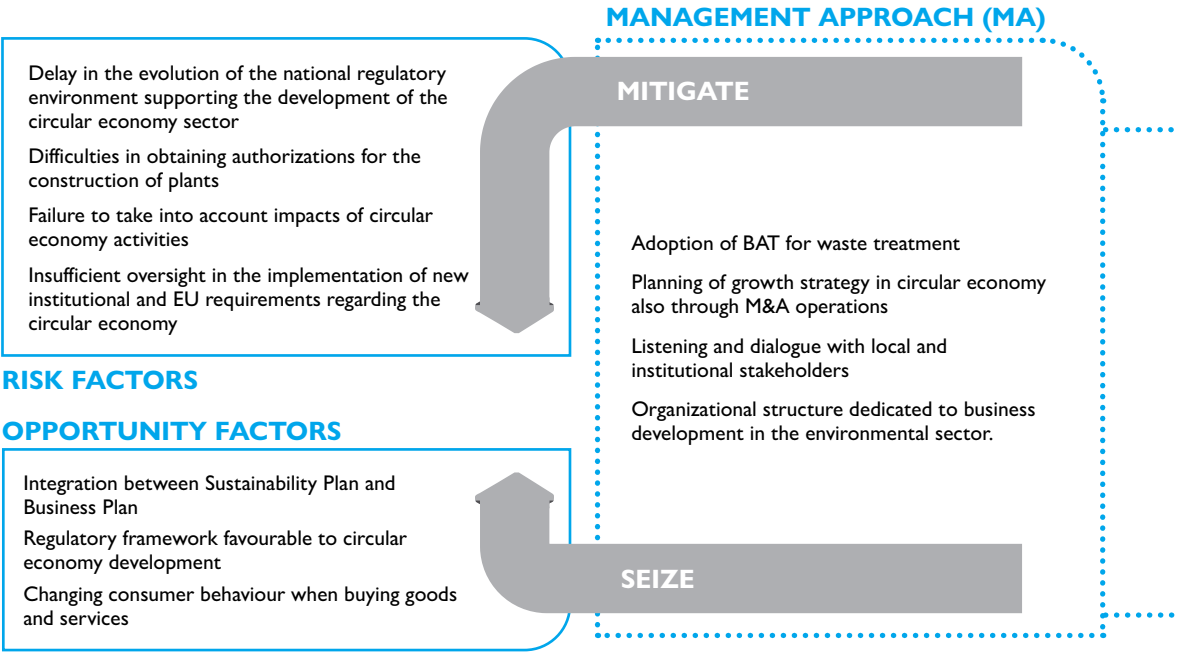 MANAGEMENT APPROACH (MA)
Delay in the evolution of the national regulatory
environment supporting the development of the
circular economy sector
Difficulties in obtaining authorizations for the
construction of plants
Failure to take into account impacts of circular
economy activities
Insufficient oversight in the implementation of new
institutional and EU requirements regarding the
circular economy
RISK FACTORS
OPPORTUNITY FACTORS
Integration between Sustainability Plan and
Business Plan
Regulatory framework favourable to circular
economy development
Changing consumer behaviour when buying goods
and services
MITIGATE
Adoption of BAT for waste treatment
Planning of growth strategy in circular economy
also through M&A operations
Listening and dialogue with local and
institutional stakeholders
Organizational structure dedicated to business
development in the environmental sector.
SEIZE